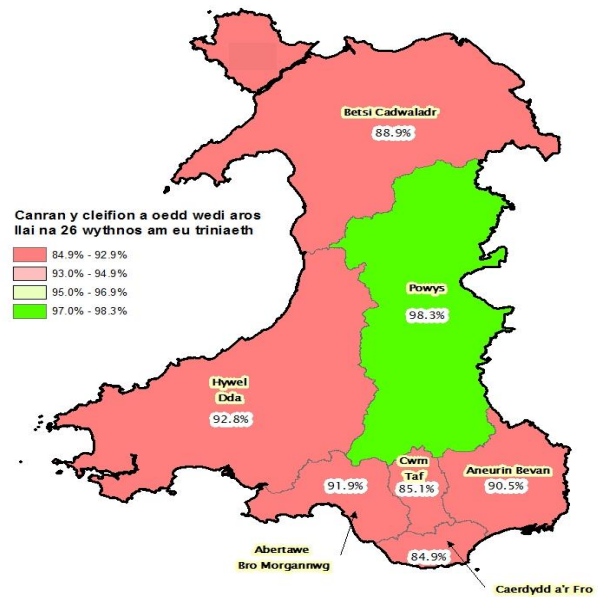 Betsi Cadwaladr
88.9%
Canran y cleifion a oedd wedi aros
llai na 26 wythnos am eu triniaeth
84.9% - 92.9%
93.0% - 94.9%
95.0% - 96.9%
97.0% - 98.3%
Powys
98.3%
Hywel
Dda
92.8%
Cwm
Taf
85.1%
91.9%
Aneurin Bevan
90.5%
Abertawe
Bro Morgannwg
84.9%
Caerdydd a'r Fro